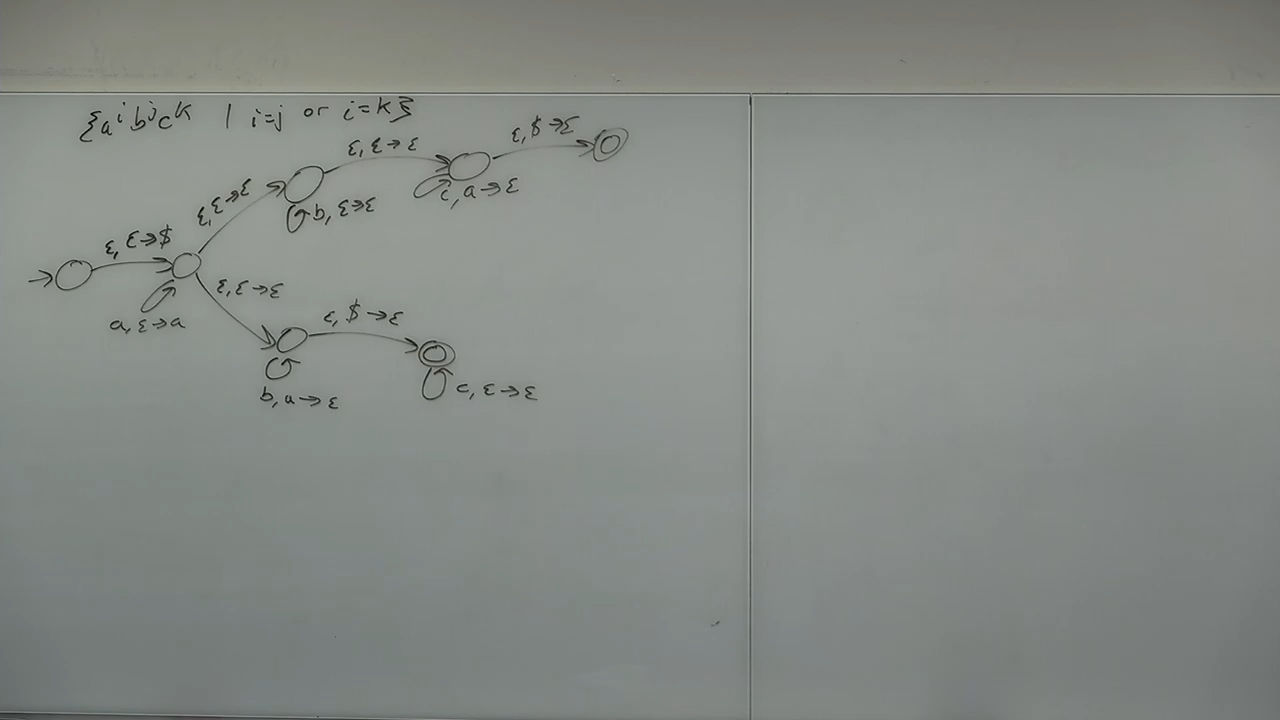 {aⁱbʲcᵏ | i=j or i=k}
ε, ε→ε
ε, $→ε
ε, ε→ε
c, a→ε
b, ε→ε
ε, ε→$
ε, ε→ε
a, ε→a
ε, $→ε
b, a→ε
c, ε→ε